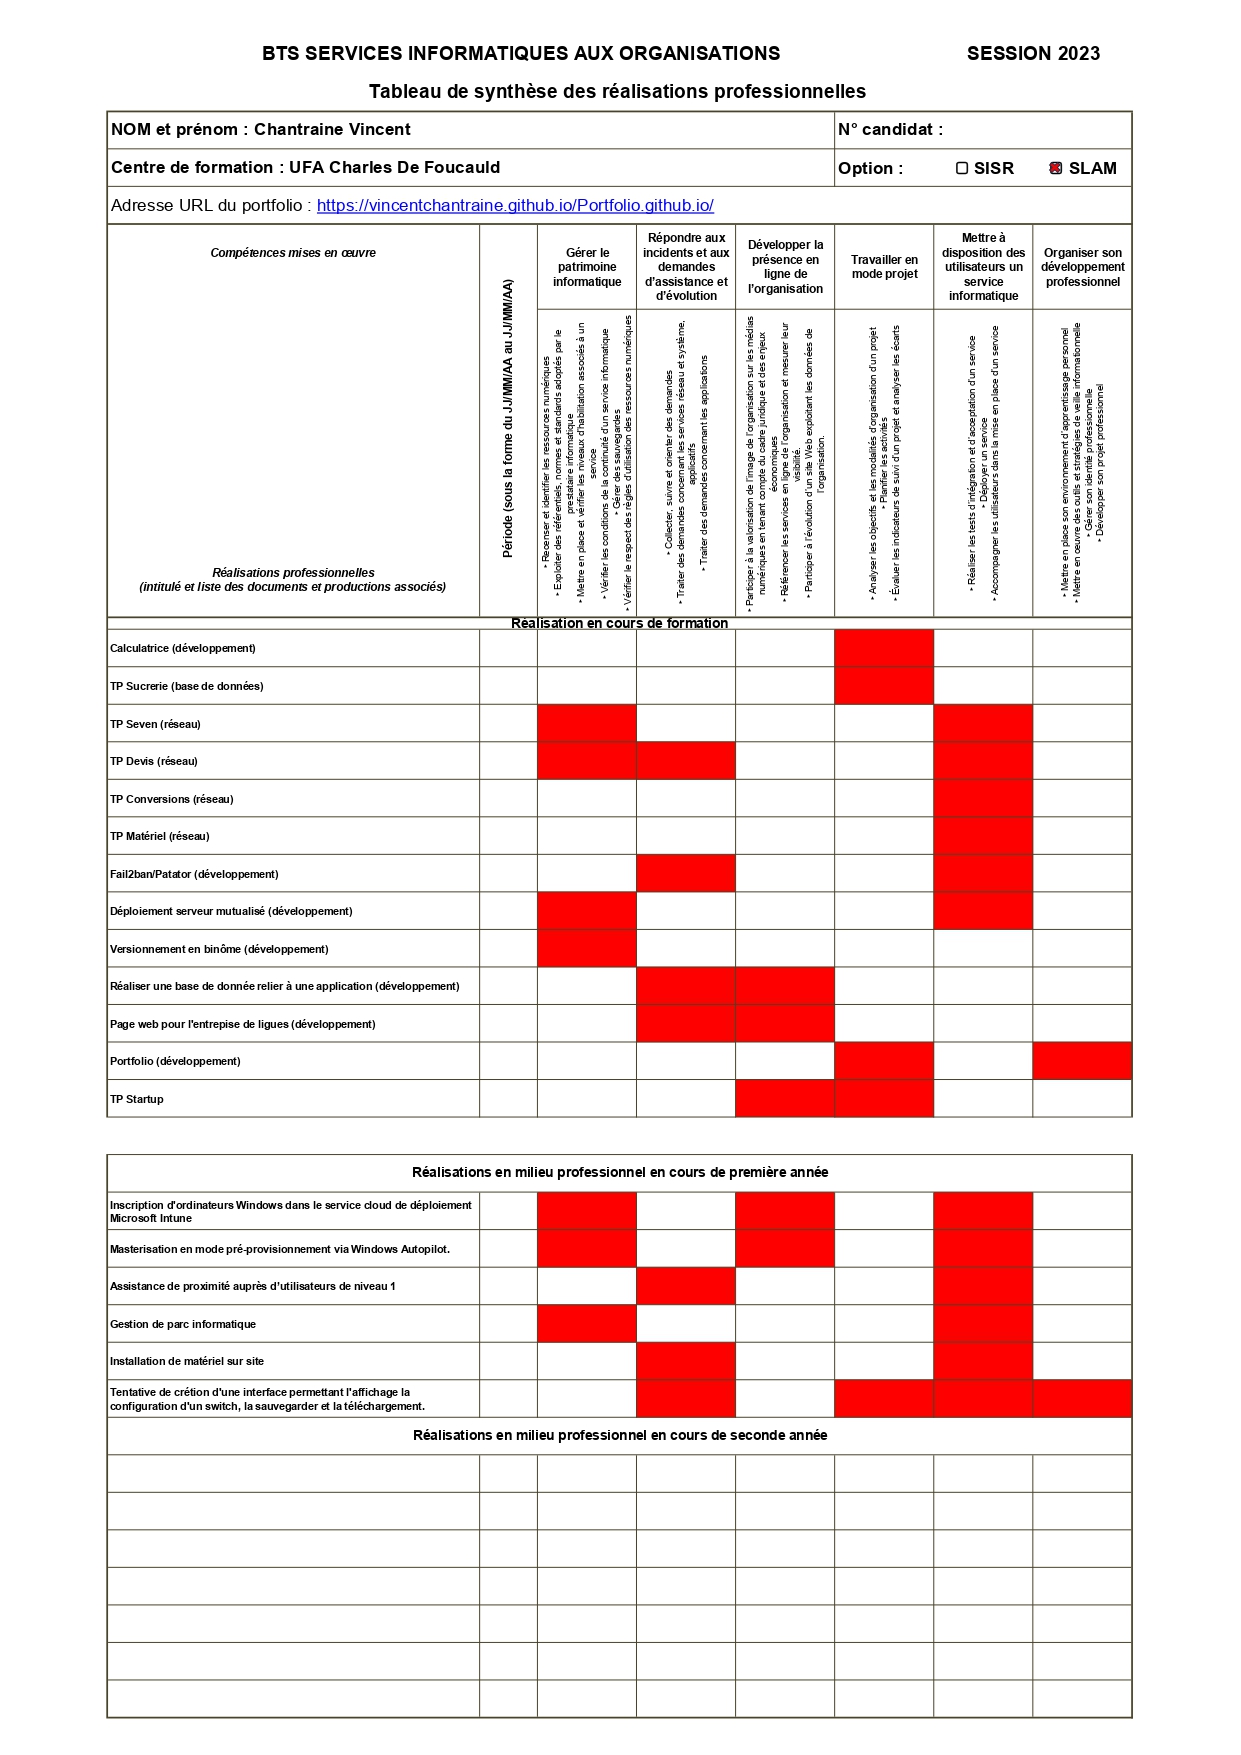 BTS SERVICES INFORMATIQUES AUX ORGANISATIONS SESSION 2023
Tableau de synthèse des réalisations professionnelles
NOM et prénom : Chantraine Vincent N° candidat :
Centre de formation : UFA Charles De Foucauld Option : SISR SLAM
Adresse URL du portfolio : https://vincentchantraine.github.io/Portfolio.github.io/
Compétences mises en œuvre
Réalisations professionnelles
(intitulé et liste des documents et productions associés)
Période (sous la forme du JJ/MM/AA au JJ/MM/AA)
Gérer le
patrimoine
informatique
Répondre aux
incidents et aux
demandes
d'assistance et
d'évolution
Développer la
présence en
ligne de
l'organisation
Travailler en
mode projet
Mettre à
disposition des
utilisateurs un
service
informatique
Organiser son
développement
professionnel
‣ Recenser et identifier les ressources numériques
‣ Exploiter des référentiels, normes et standards adoptés par le
prestataire informatique
‣ Mettre en place et vérifier les niveaux d'habilitation associés à un
service
‣ Vérifier les conditions de la continuité d'un service informatique
‣ Gérer des sauvegardes
‣ Vérifier le respect des règles d'utilisation des ressources numériques
‣ Collecter, suivre et orienter des demandes
‣ Traiter des demandes concernant les services réseau et système,
applicatifs
‣ Traiter des demandes concernant les applications
‣ Participer à la valorisation de l'image de l'organisation sur les médias
numériques en tenant compte du cadre juridique et des enjeux
économiques
‣ Référencer les services en ligne de l'organisation et mesurer leur
visibilité.
‣ Participer à l'évolution d'un site Web exploitant les données de
l'organisation.
‣ Analyser les objectifs et les modalités d'organisation d'un projet
‣ Planifier les activités
‣ Évaluer les indicateurs de suivi d'un projet et analyser les écarts
‣ Réaliser les tests d'intégration et d'acceptation d'un service
‣ Déployer un service
‣ Accompagner les utilisateurs dans la mise en place d'un service
‣ Mettre en place son environnement d'apprentissage personnel
‣ Mettre en œuvre des outils et stratégies de veille informationnelle
‣ Gérer son identité professionnelle
‣ Développer son projet professionnel
Réalisation en cours de formation
Calculatrice (développement)
TP Sucrerie (base de données)
TP Seven (réseau)
TP Devis (réseau)
TP Conversions (réseau)
TP Matériel (réseau)
Fail2ban/Patator (développement)
Déploiement serveur mutualisé (développement)
Versionnement en binôme (développement)
Réaliser une base de donnée relier à une application (développement)
Page web pour l'entrepise de ligues (développement)
Portfolio (développement)
TP Startup
Réalisations en milieu professionnel en cours de première année
Inscription d'ordinateurs Windows dans le service cloud de déploiement
Microsoft Intune
Masterisation en mode pré-provisionnement via Windows Autopilot.
Assistance de proximité auprès d'utilisateurs de niveau 1
Gestion de parc informatique
Installation de matériel sur site
Tentative de crétion d'une interface permettant l'affichage la
configuration d'un switch, la sauvegarder et la téléchargement.
Réalisations en milieu professionnel en cours de seconde année